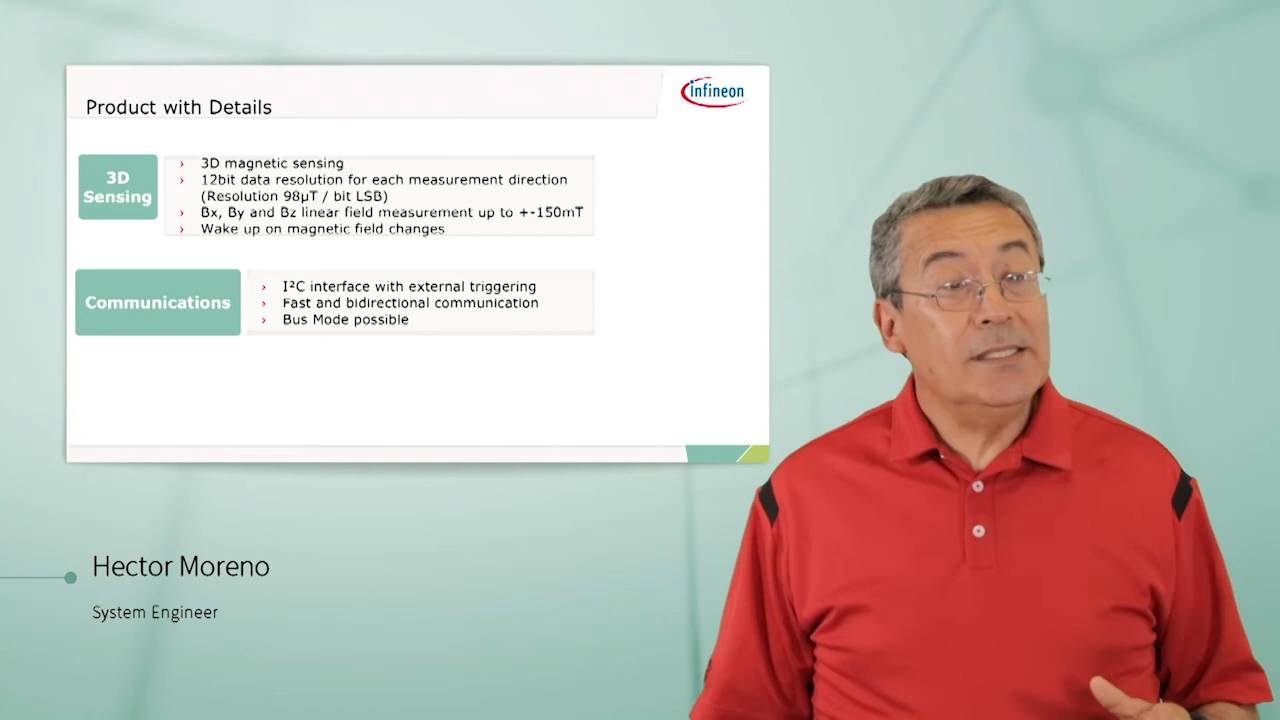 infineon
Product with Details
3D
Sensing
› 3D magnetic sensing
› 12bit data resolution for each measurement direction
(Resolution 98µT / bit LSB)
› Bx, By and Bz linear field measurement up to +-150mT
› Wake up on magnetic field changes
Communications
› I²C interface with external triggering
› Fast and bidirectional communication
› Bus Mode possible
Hector Moreno
System Engineer